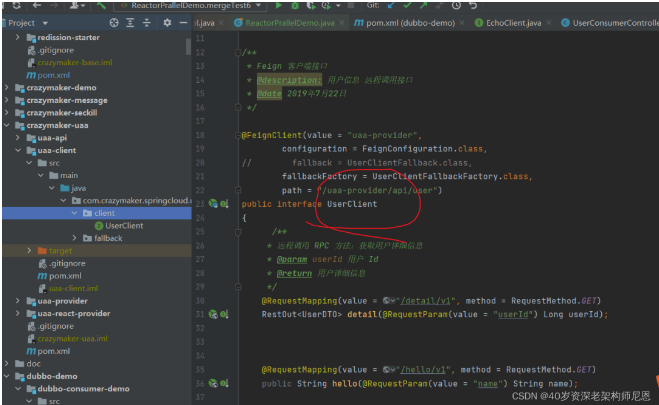 ReactorPrallelDemo.mergeTest6
Git:
Project
l.java
ReactorPrallelDemo.java
pom.xml (dubbo-demo)
EchoClient.java
UserConsumerControlle
redission-starter
.gitignore
crazymaker-base.iml
pom.xml
crazymaker-demo
crazymaker-message
crazymaker-seckill
crazymaker-uaa
uaa-api
uaa-client
src
main
java
com.crazymaker.springcloud.u
client
UserClient
fallback
target
.gitignore
pom.xml
uaa-client.iml
uaa-provider
uaa-react-provider
.gitignore
crazymaker-uaa.iml
pom.xml
doc
dubbo-demo
dubbo-consumer-demo
src
11
12 /**
13 * Feign 客户端接口
14 * @description: 用户信息 远程调用接口
15 * @date 2019年7月22日
16 */
17
18 @FeignClient(value = "uaa-provider",
19 configuration = FeignConfiguration.class,
20 // fallback = UserClientFallback.class,
21 fallbackFactory = UserClientFallbackFactory.class,
22 path = "/uaa-provider/api/user")
23 public interface UserClient
24 {
25 /**
26 * 远程调用 RPC 方法：获取用户详细信息
27 * @param userId 用户 Id
28 * @return 用户详细信息
29 */
30 @RequestMapping(value = "/detail/v1", method = RequestMethod.GET)
31 RestOut<UserDTO> detail(@RequestParam(value = "userId") Long userId);
32
33
34
35 @RequestMapping(value = "/hello/v1", method = RequestMethod.GET)
36 public String hello(@RequestParam(value = "name") String name);
37
CSDN @40岁资深老架构师尼恩